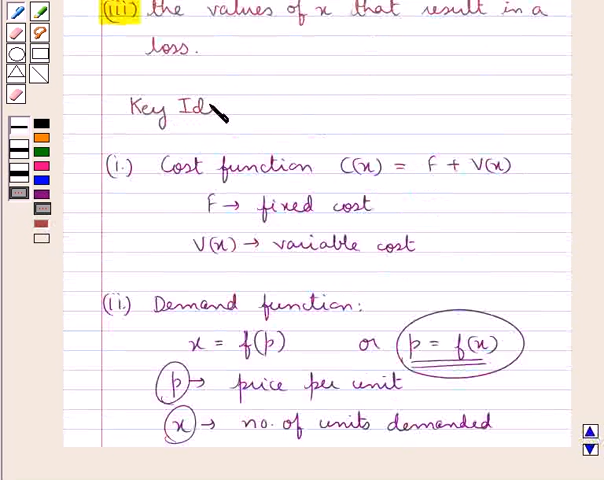 (iii) the values of x that result in a
loss.
Key Id
(i.) Cost function C(x) = F + V(x)
F → fixed cost
V(x) → variable cost
(ii.) Demand function:
x = f(p) or p = f(x)
p → price per unit
x → no. of units demanded